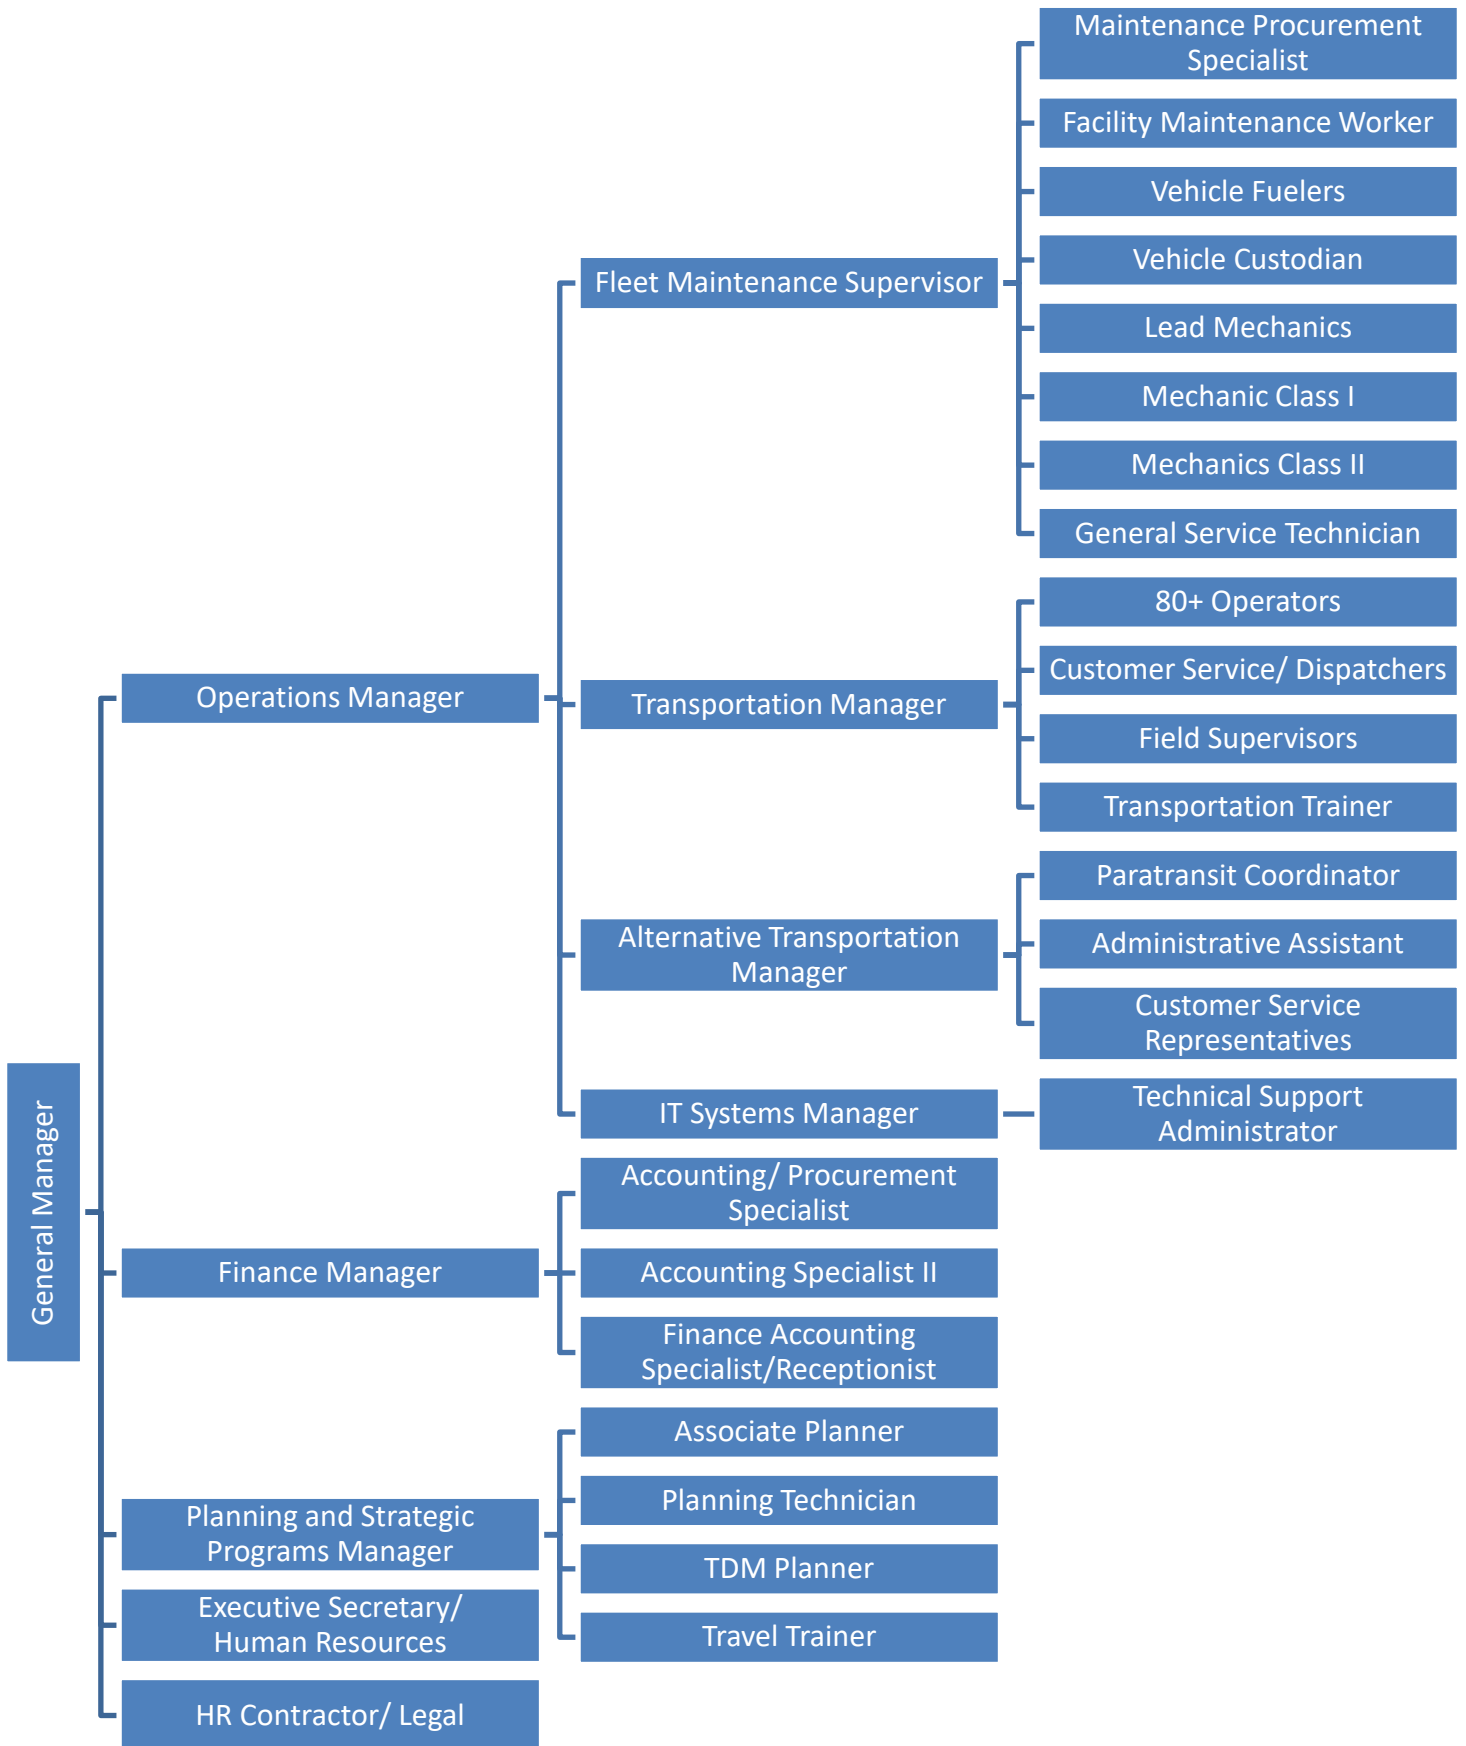 General Manager
Operations Manager
Fleet Maintenance Supervisor
Maintenance Procurement
Specialist
Facility Maintenance Worker
Vehicle Fuelers
Vehicle Custodian
Lead Mechanics
Mechanic Class I
Mechanics Class II
General Service Technician
Transportation Manager
80+ Operators
Customer Service/ Dispatchers
Field Supervisors
Transportation Trainer
Alternative Transportation
Manager
Paratransit Coordinator
Administrative Assistant
Customer Service
Representatives
IT Systems Manager
Technical Support
Administrator
Finance Manager
Accounting/ Procurement
Specialist
Accounting Specialist II
Finance Accounting
Specialist/Receptionist
Planning and Strategic
Programs Manager
Associate Planner
Planning Technician
TDM Planner
Travel Trainer
Executive Secretary/
Human Resources
HR Contractor/ Legal